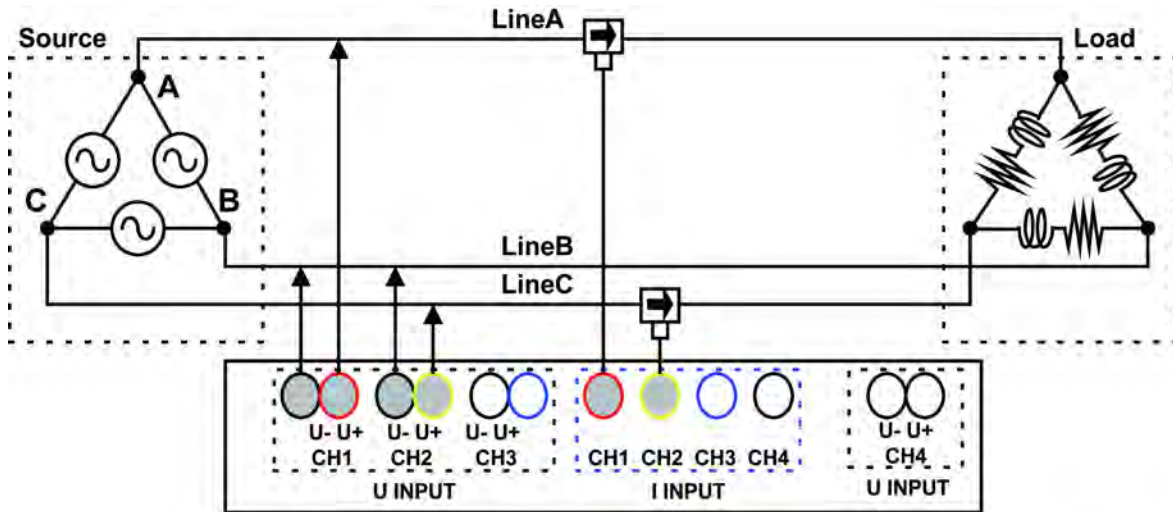 LineA
Source
Load
A
C
B
LineB
LineC
U- U+ U- U+ U- U+ U- U+
CH1 CH2 CH3 CH1 CH2 CH3 CH4 CH4
U INPUT I INPUT U INPUT